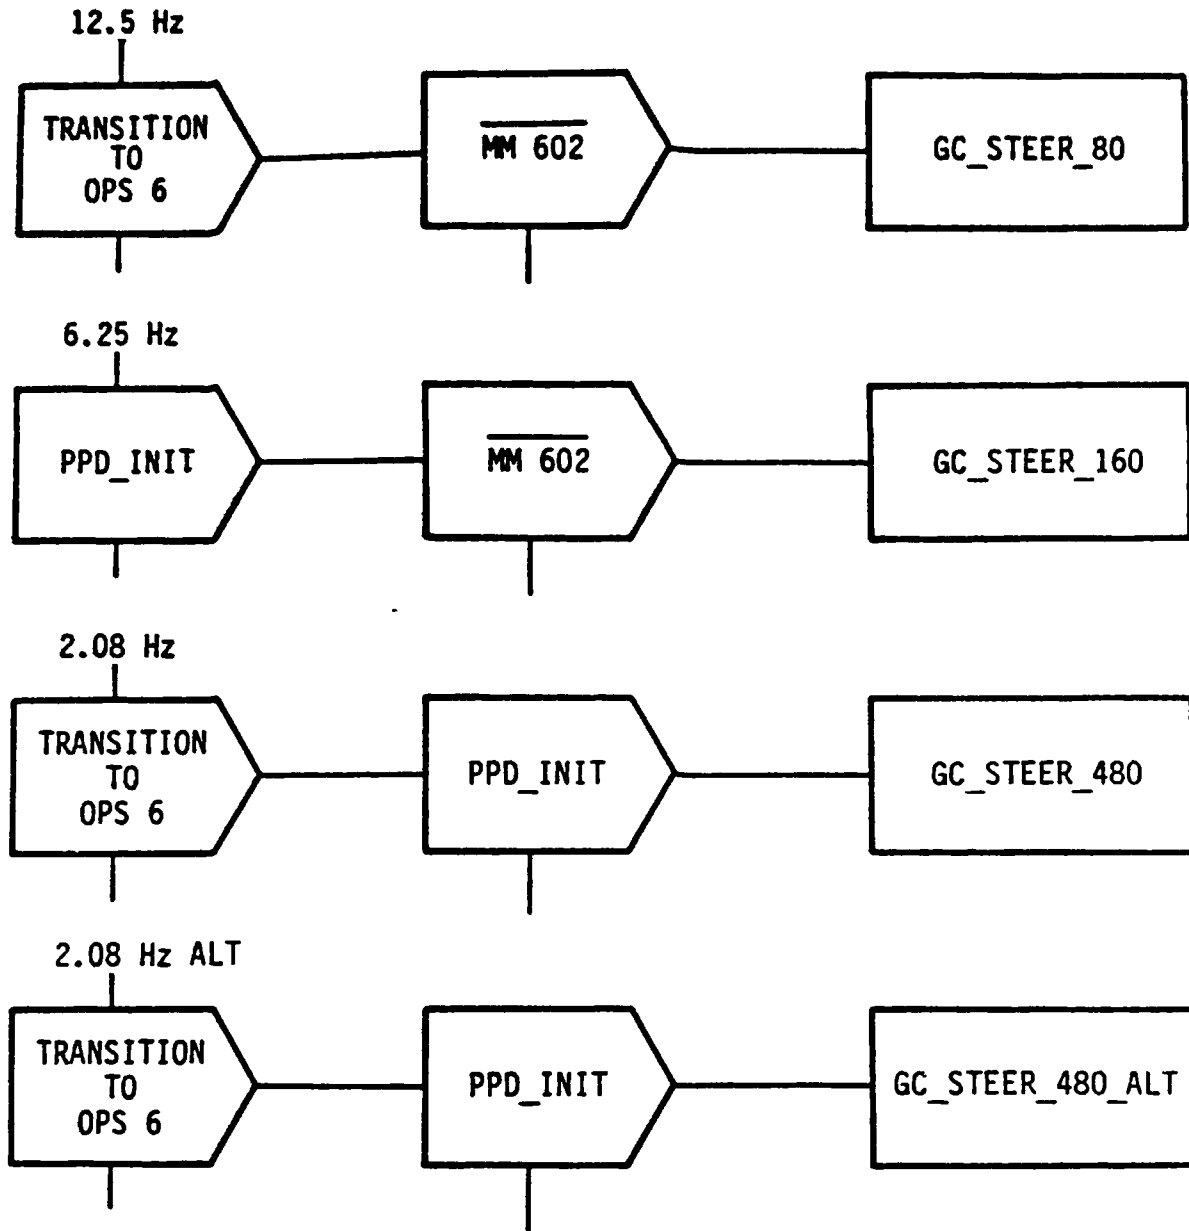 12.5 Hz
TRANSITION
TO
OPS 6
MM 602
GC_STEER_80
6.25 Hz
PPD_INIT
MM 602
GC_STEER_160
2.08 Hz
TRANSITION
TO
OPS 6
PPD_INIT
GC_STEER_480
2.08 Hz ALT
TRANSITION
TO
OPS 6
PPD_INIT
GC_STEER_480_ALT